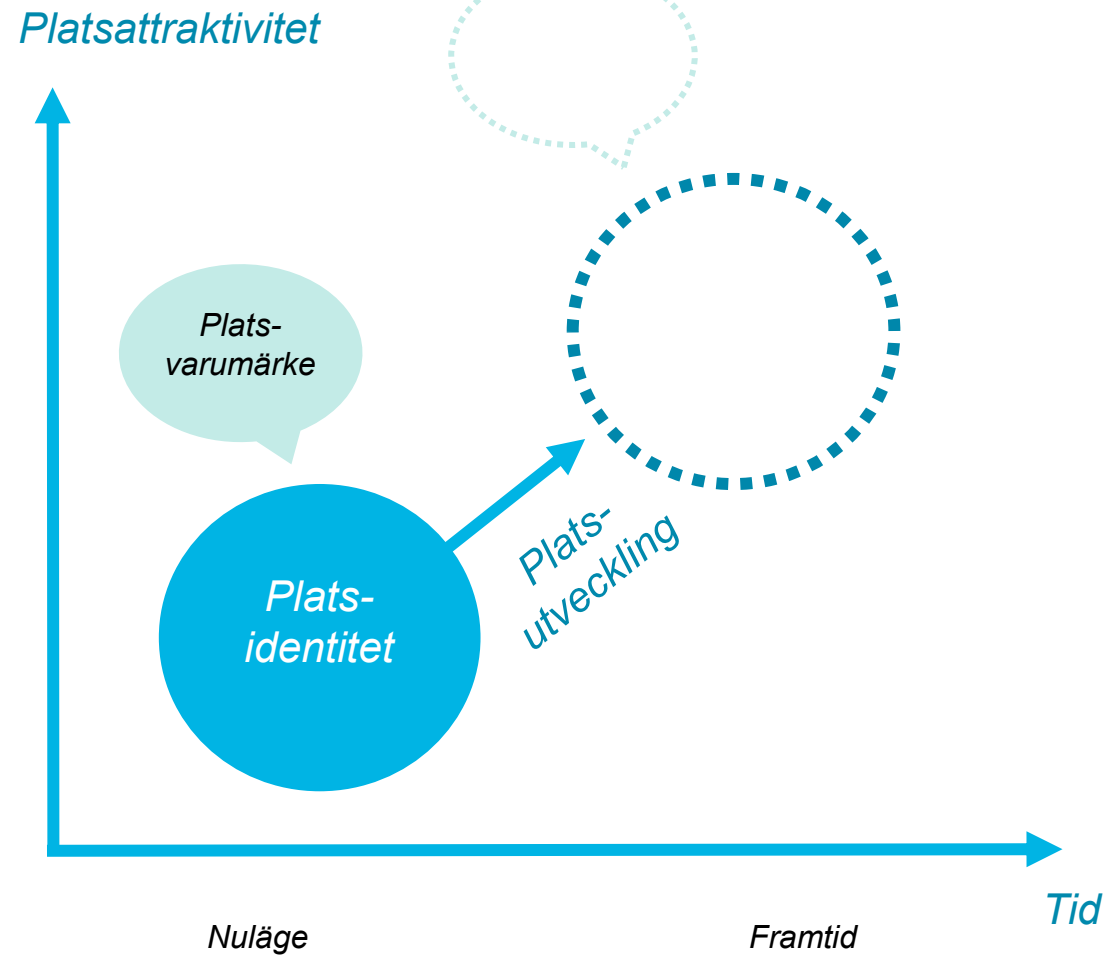 Platsattraktivitet
Plats-
varumärke
Plats-
identitet
Plats-
utveckling
Tid
Nuläge
Framtid